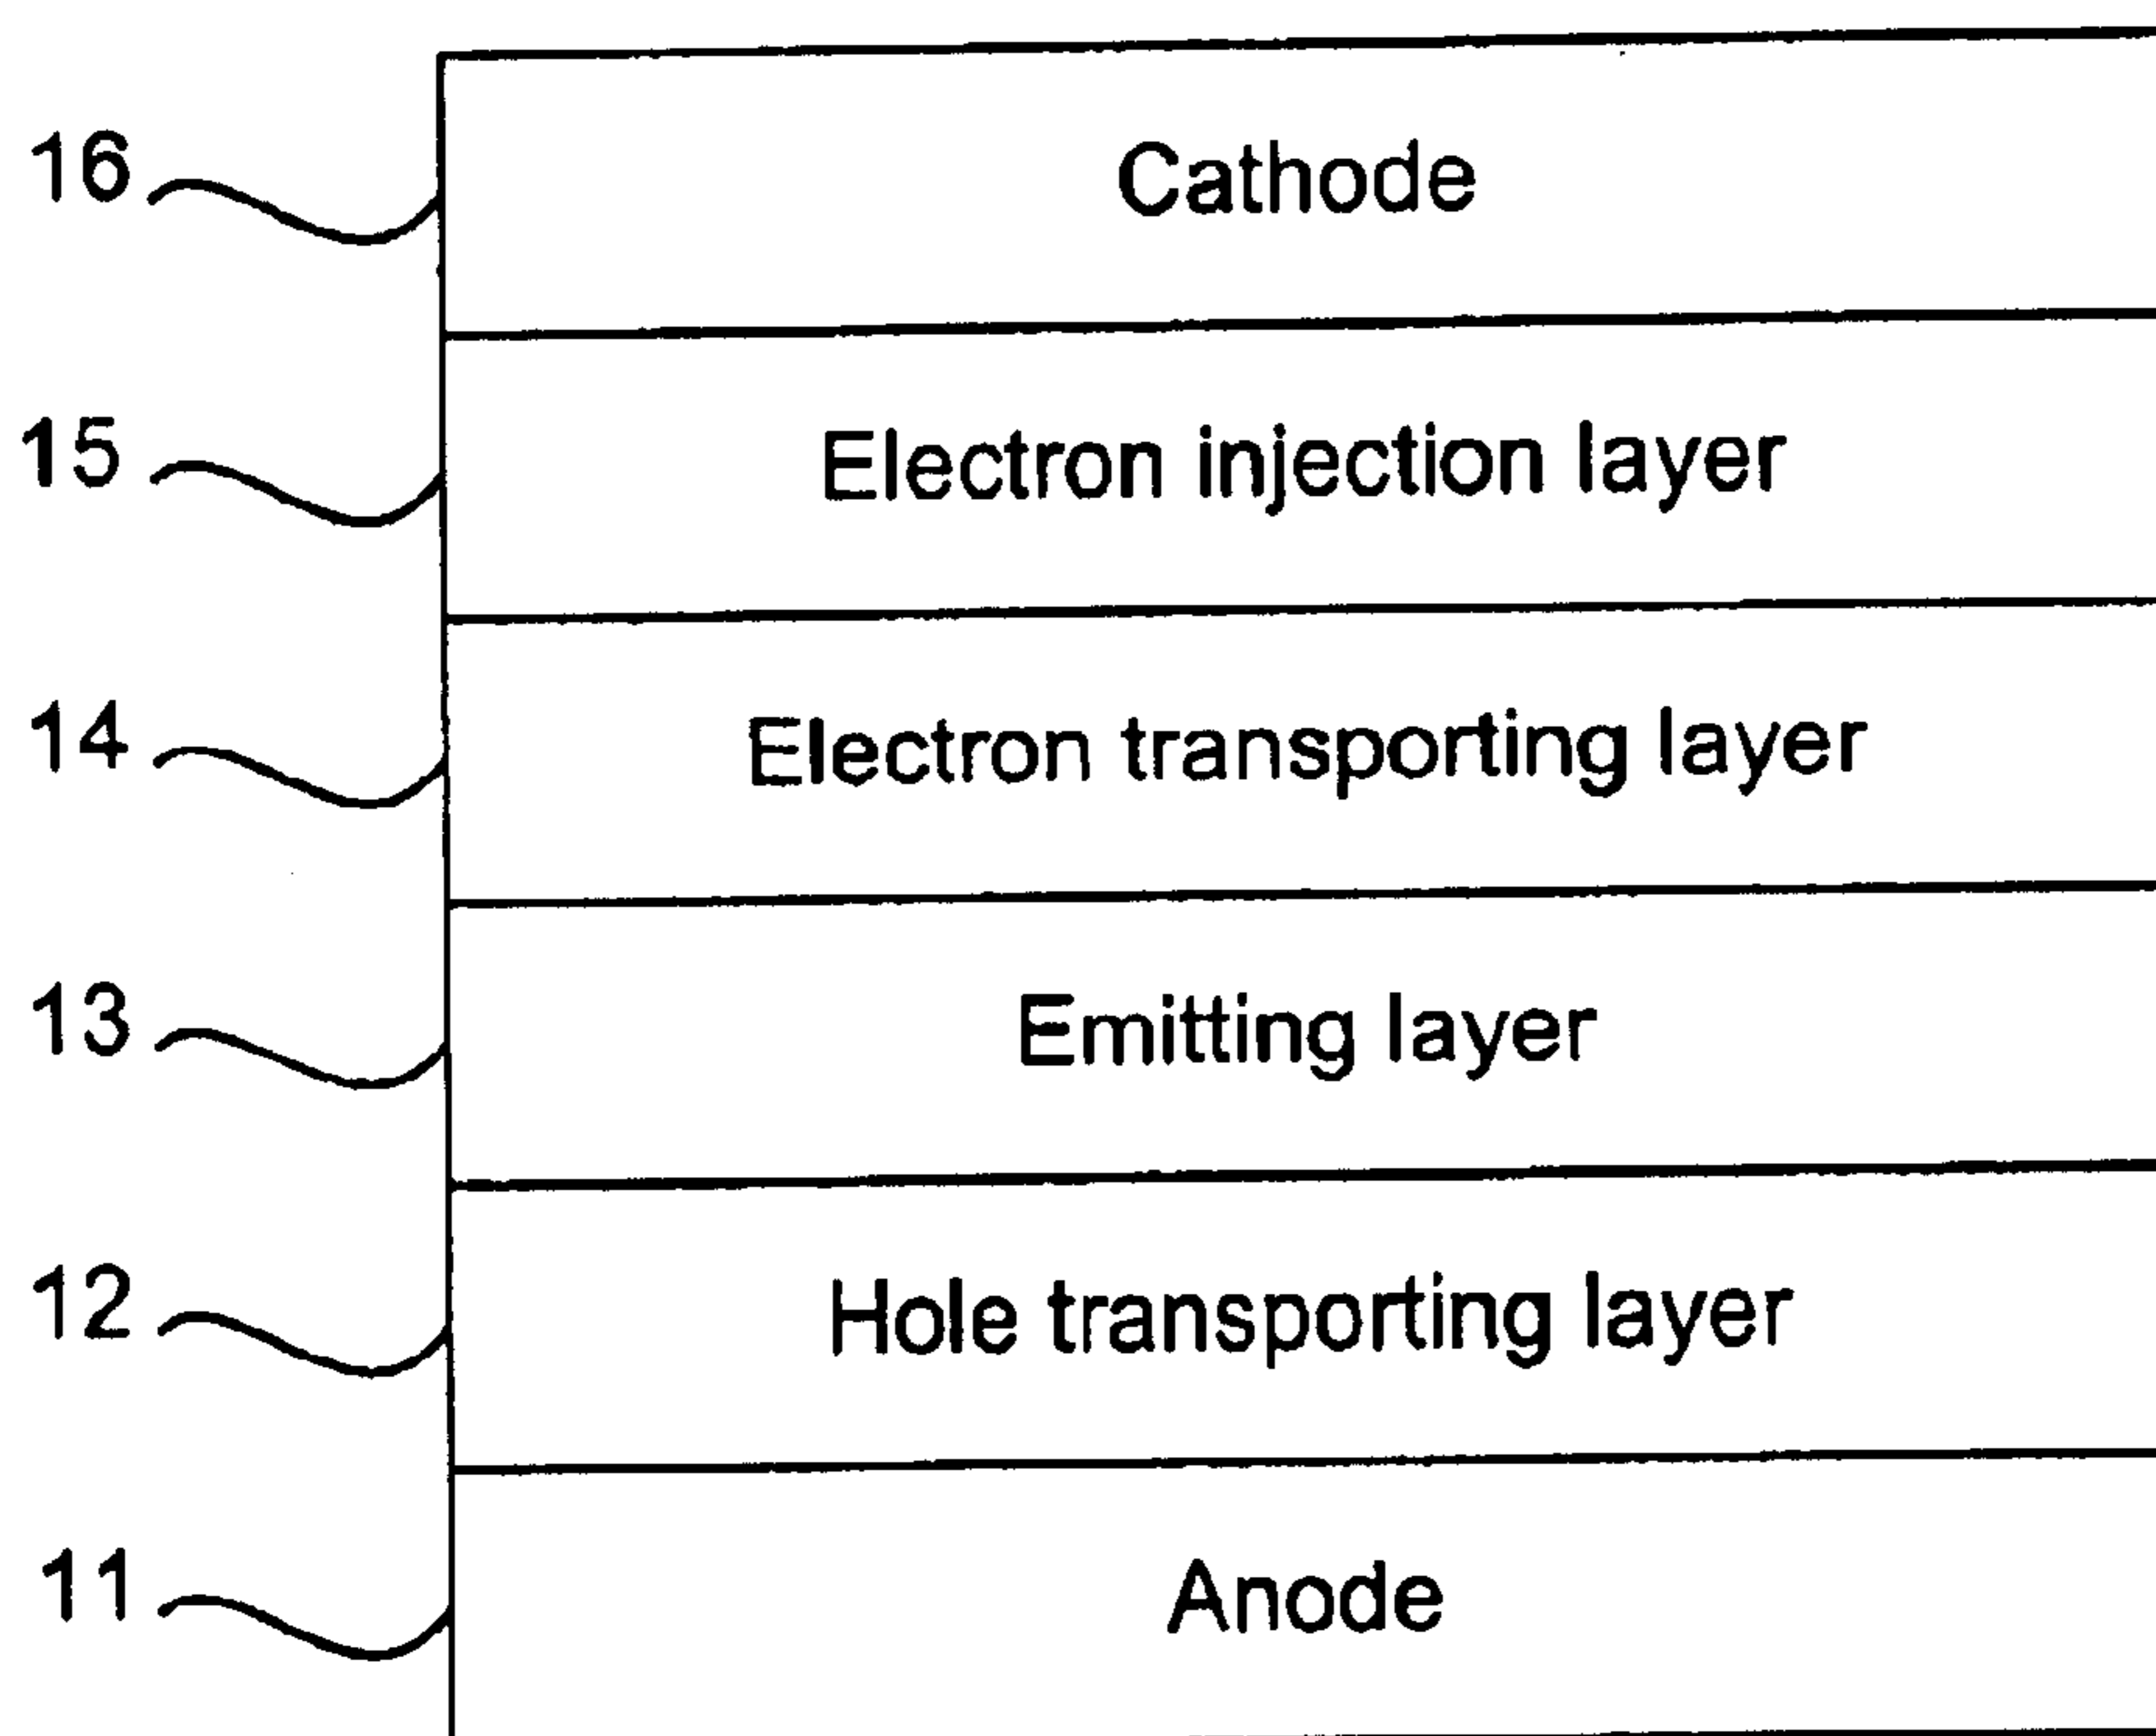 16 Cathode
15 Electron injection layer
14 Electron transporting layer
13 Emitting layer
12 Hole transporting layer
11 Anode